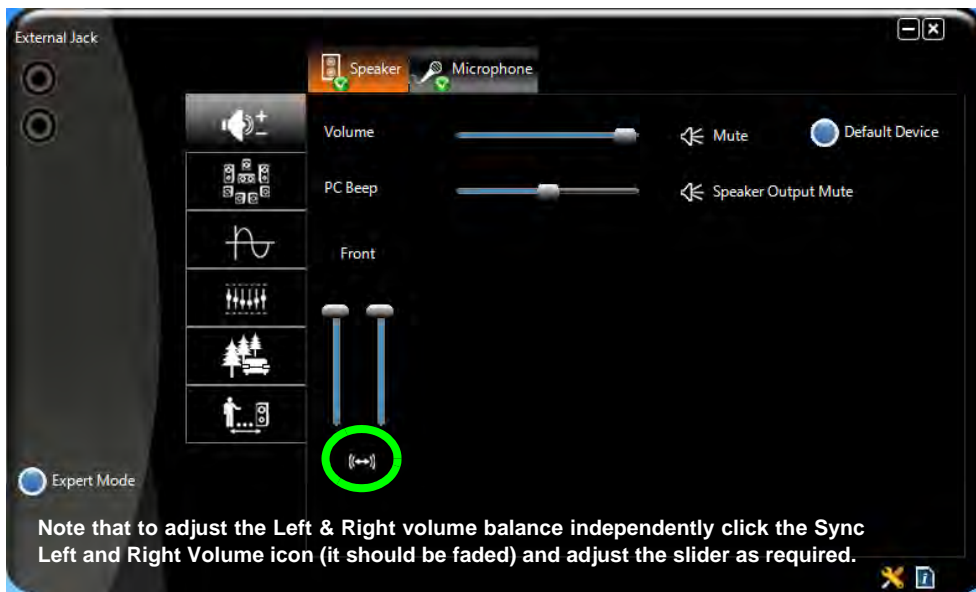 External Jack
Speaker
Microphone
Volume
Mute
Default Device
PC Beep
Speaker Output Mute
Front
Expert Mode
Note that to adjust the Left & Right volume balance independently click the Sync
Left and Right Volume icon (it should be faded) and adjust the slider as required.